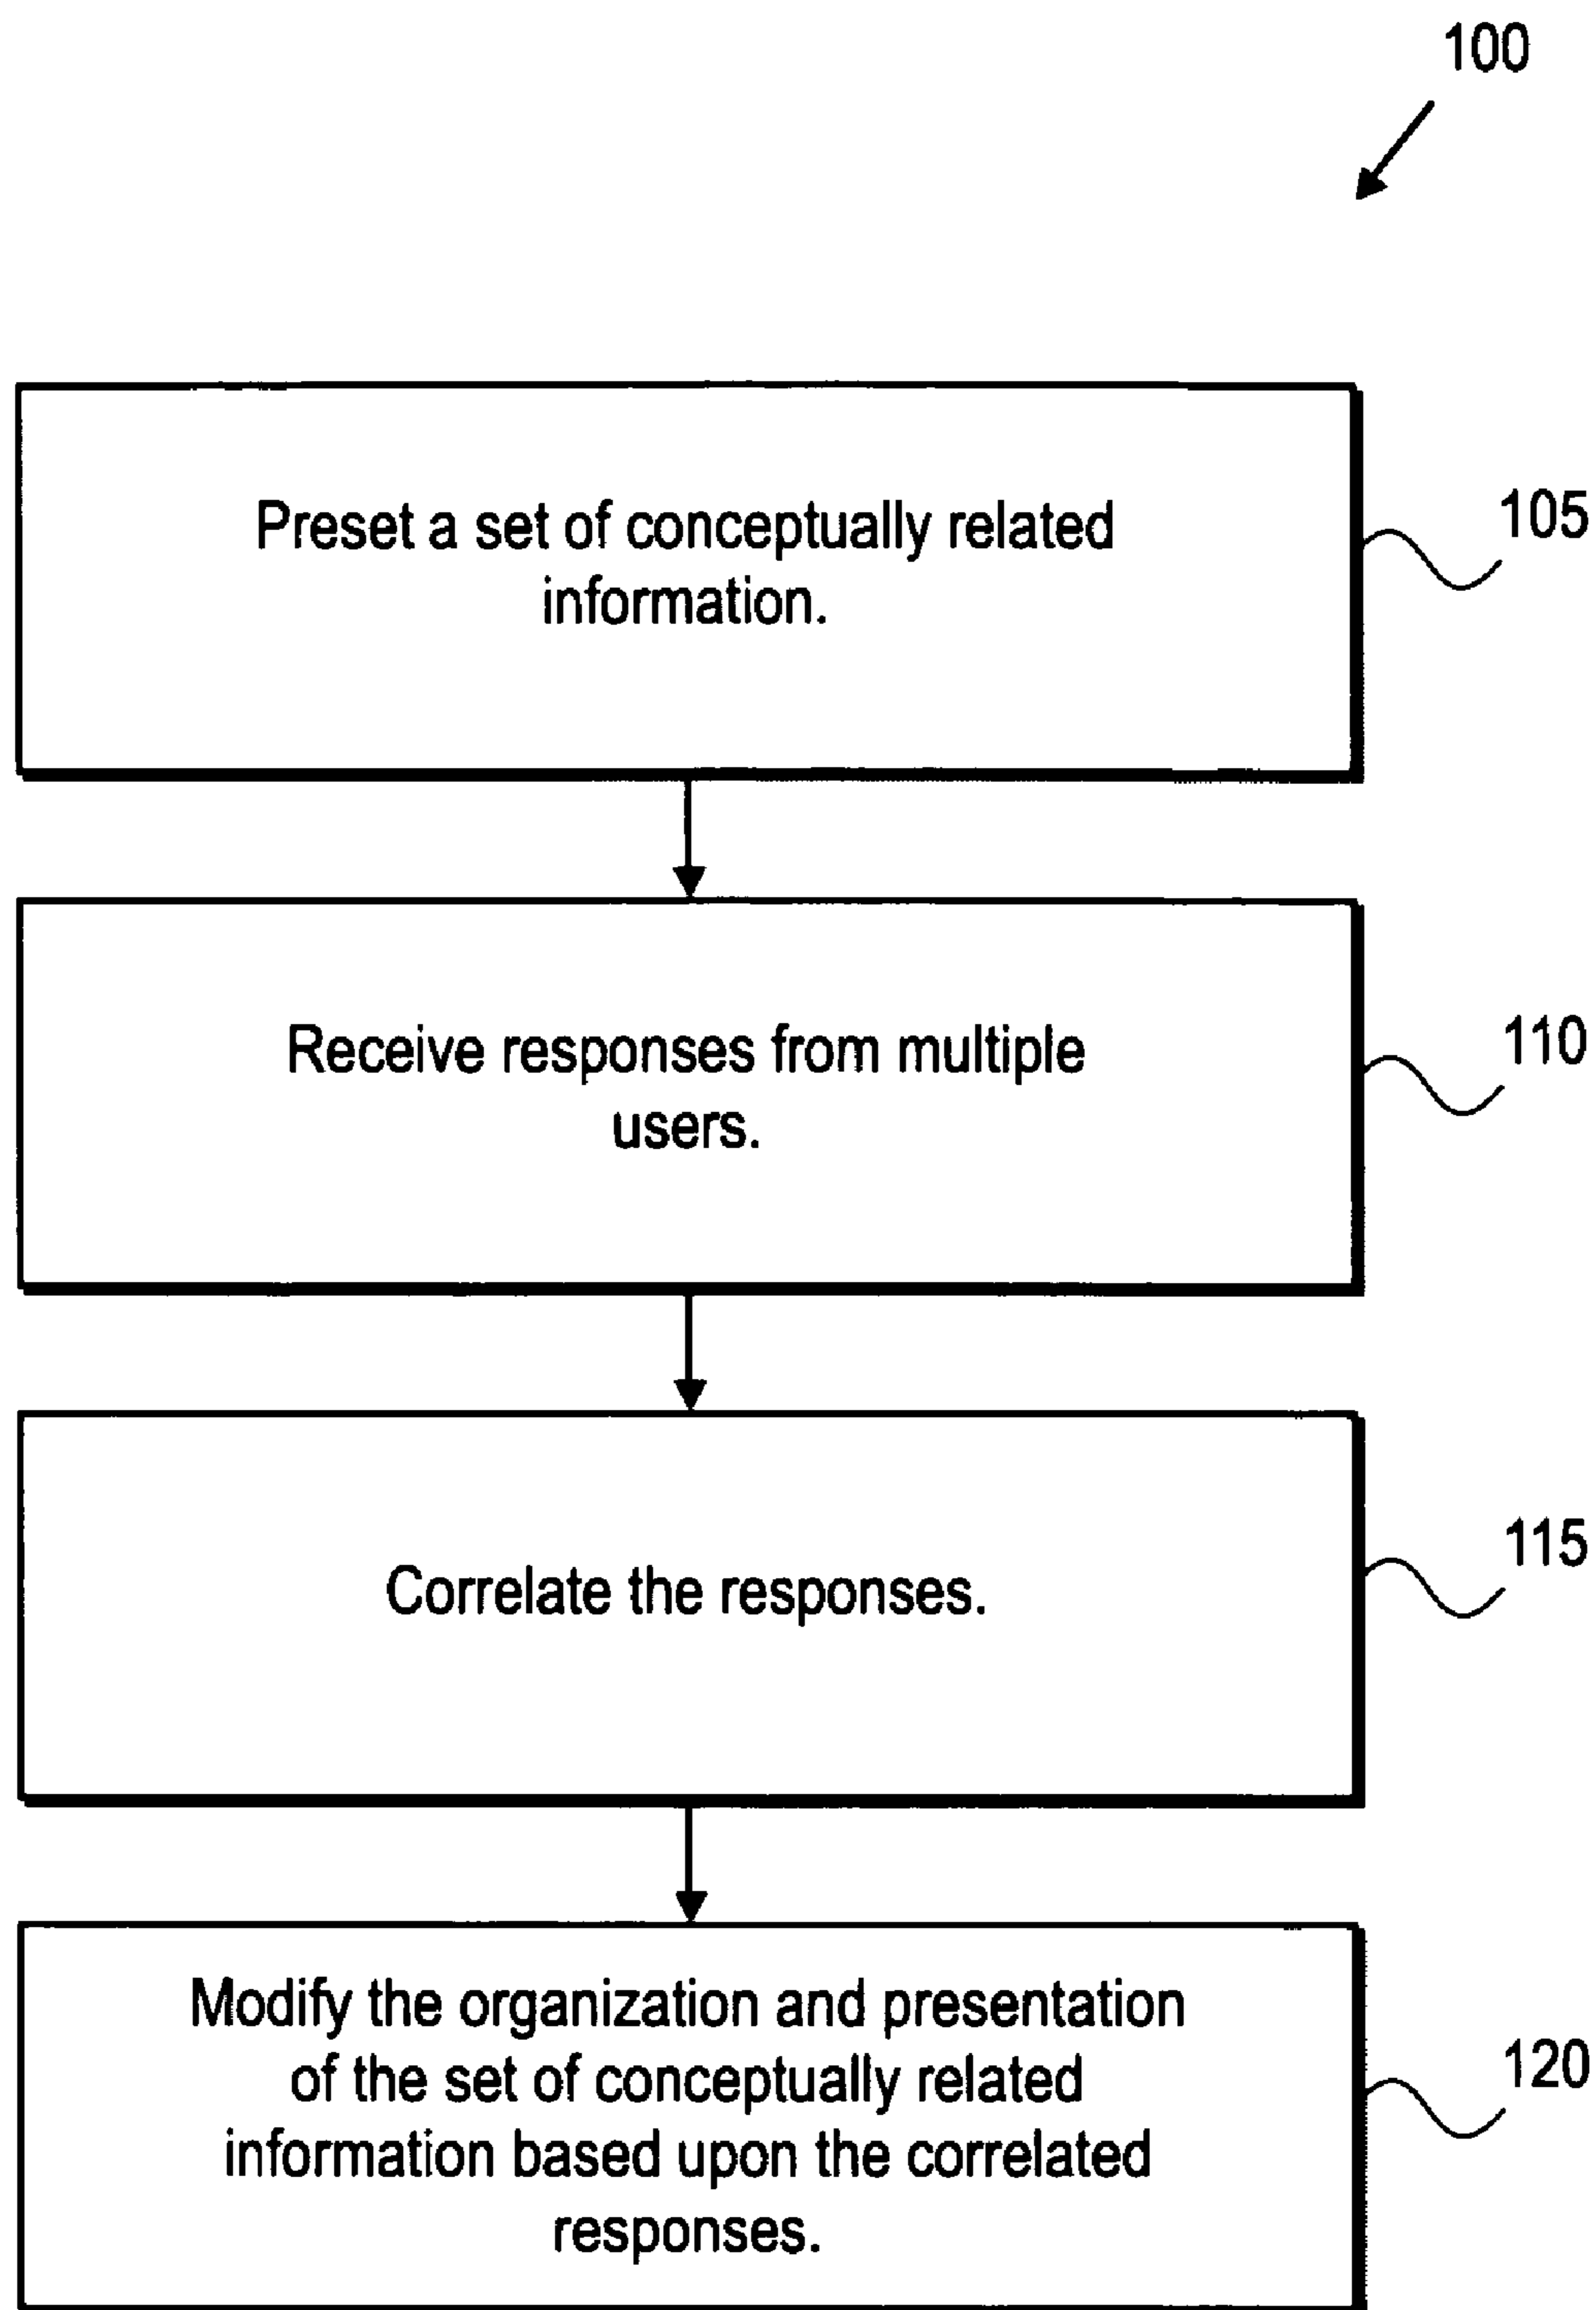 100
Preset a set of conceptually related
information.
105
Receive responses from multiple
users.
110
Correlate the responses.
115
Modify the organization and presentation
of the set of conceptually related
information based upon the correlated
responses.
120